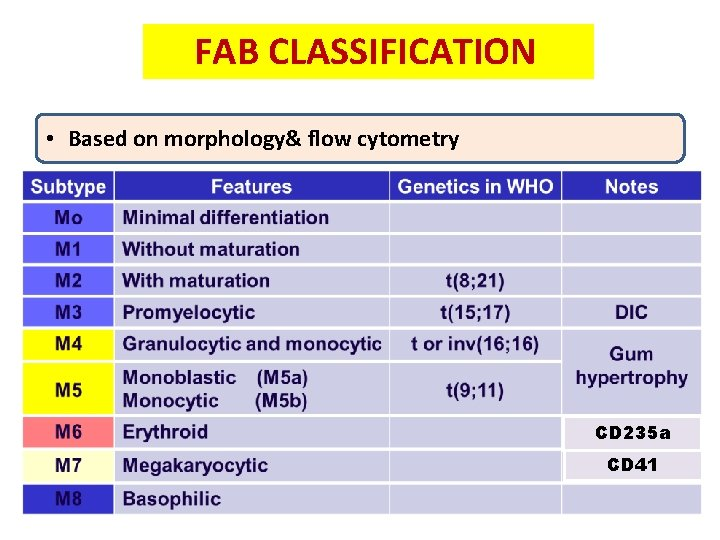 FAB CLASSIFICATION
• Based on morphology& flow cytometry
Subtype Features Genetics in WHO Notes
Mo Minimal differentiation
M1 Without maturation
M2 With maturation t(8;21)
M3 Promyelocytic t(15;17) DIC
M4 Granulocytic and monocytic t or inv(16;16) Gum hypertrophy
M5 Monoblastic (M5a) t(9;11)
Monocytic (M5b)
M6 Erythroid CD235a
M7 Megakaryocytic CD41
M8 Basophilic